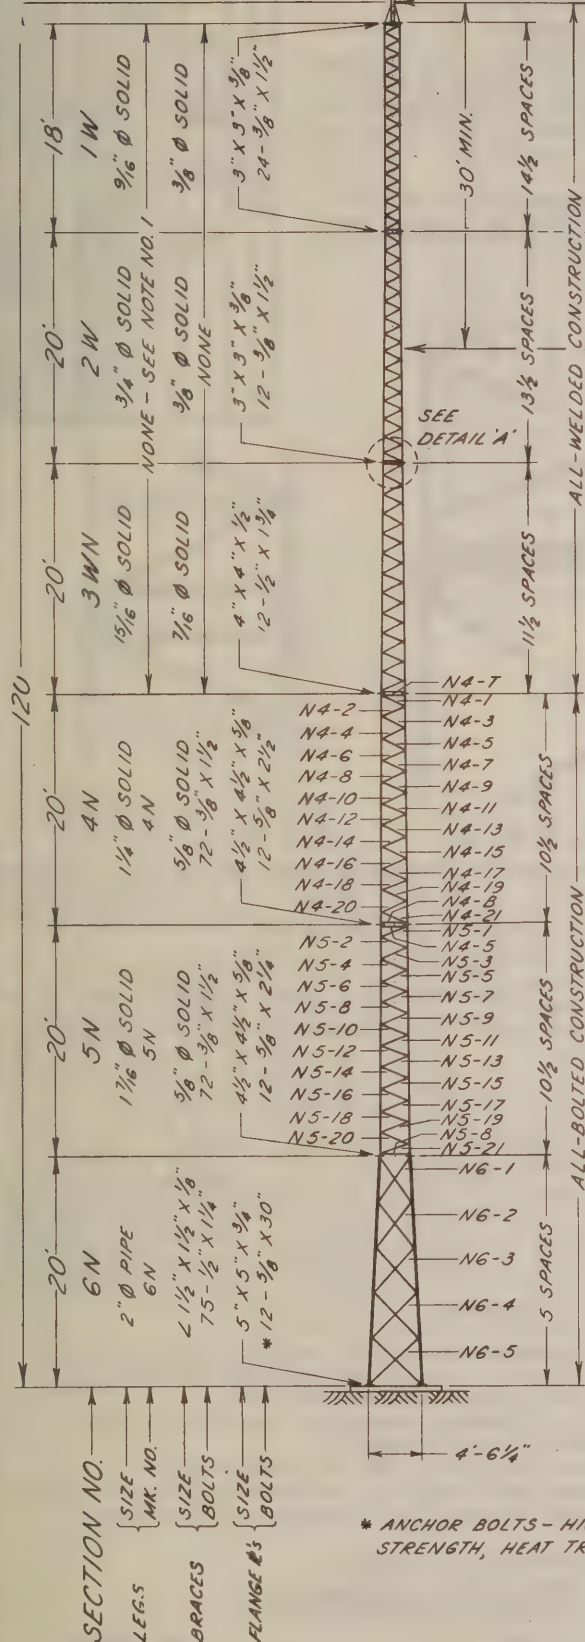 120'
18'
1 W
9/16" Ø SOLID
NONE - SEE NOTE NO. 1
3/8" Ø SOLID
NONE
3" X 3" X 3/8"
24 - 3/8" X 1 1/2"
30' MIN.
14 1/2 SPACES
20'
2 W
3/4" Ø SOLID
3/8" Ø SOLID
3" X 3" X 3/8"
12 - 3/8" X 1 1/2"
13 1/2 SPACES
SEE
DETAIL 'A'
ALL-WELDED CONSTRUCTION
20'
3 WN
15/16" Ø SOLID
7/16" Ø SOLID
4" X 4" X 1/2"
12 - 1/2" X 1 3/4"
11 1/2 SPACES
20'
4 N
1 1/4" Ø SOLID
4 N
5/8" Ø SOLID
72 - 3/8" X 1 1/2"
4 1/2" X 4 1/2" X 5/8"
12 - 5/8" X 2 1/2"
10 1/2 SPACES
N4-T
N4-1
N4-2
N4-3
N4-4
N4-5
N4-6
N4-7
N4-8
N4-9
N4-10
N4-11
N4-12
N4-13
N4-14
N4-15
N4-16
N4-17
N4-18
N4-19
N4-B
N4-20
N4-21
N5-1
N4-5
N5-2
N5-3
N5-4
N5-5
N5-6
N5-7
N5-8
N5-9
N5-10
N5-11
N5-12
N5-13
N5-14
N5-15
N5-16
N5-17
N5-18
N5-19
N5-20
N5-8
N5-21
20'
5 N
1 7/16" Ø SOLID
5 N
5/8" Ø SOLID
72 - 3/8" X 1 1/2"
4 1/2" X 4 1/2" X 5/8"
12 - 5/8" X 2 1/4"
10 1/2 SPACES
ALL-BOLTED CONSTRUCTION
20'
6 N
2" Ø PIPE
6 N
∠ 1 1/2" X 1 1/2" X 1/8"
75 - 1/2" X 1 1/4"
5" X 5" X 3/4"
* 12 - 5/8" X 30"
N6-1
N6-2
N6-3
N6-4
N6-5
5 SPACES
4'-6 1/4"
SECTION NO.
LEGS
SIZE
MK. NO.
BRACES
SIZE
BOLTS
FLANGE ℄'S
SIZE
BOLTS
* ANCHOR BOLTS - HI
STRENGTH, HEAT TR